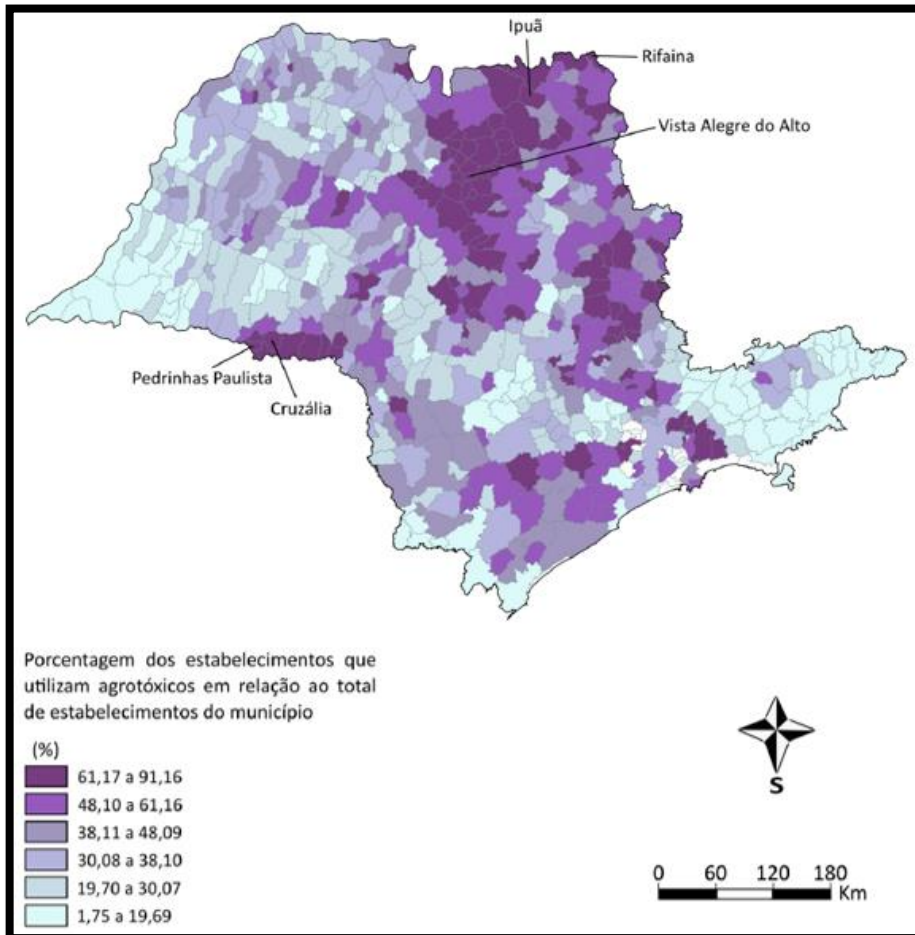 Ipuã
Rifaina
Vista Alegre do Alto
Pedrinhas Paulista
Cruzália
Porcentagem dos estabelecimentos que
utilizam agrotóxicos em relação ao total
de estabelecimentos do município
(%)
61,17 a 91,16
48,10 a 61,16
38,11 a 48,09
30,08 a 38,10
19,70 a 30,07
1,75 a 19,69
S
0 60 120 180
Km